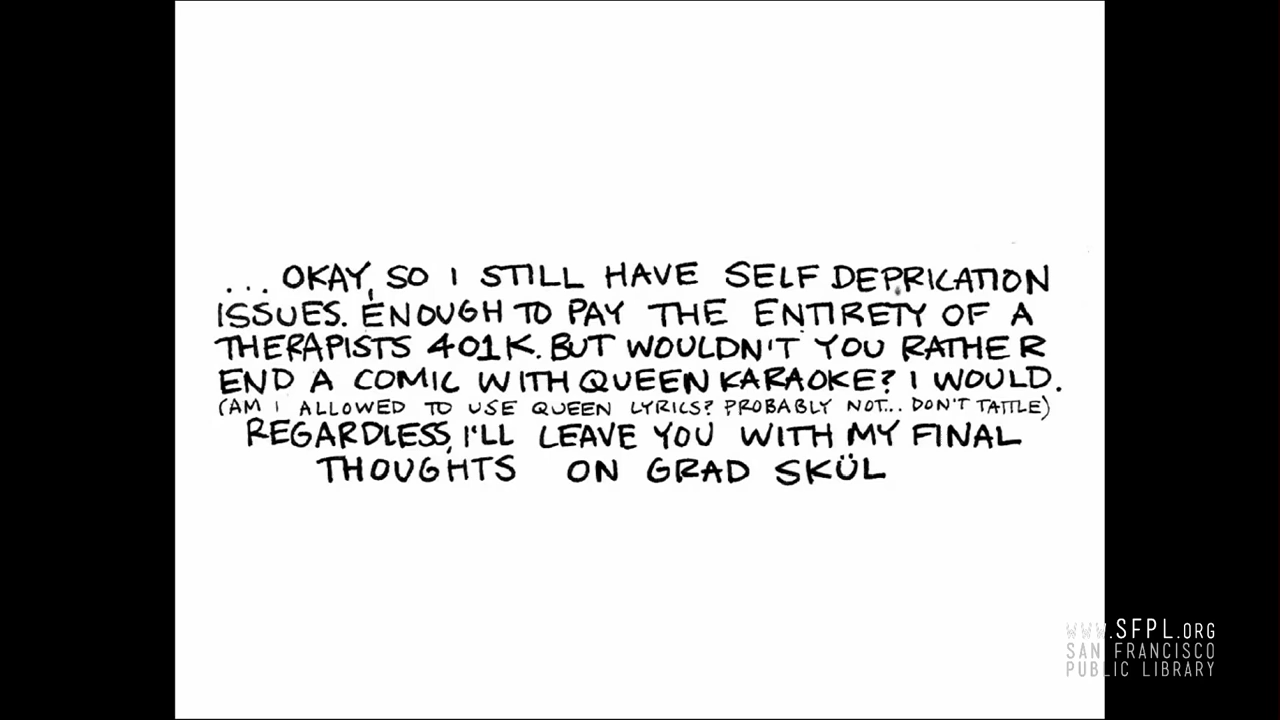 ... OKAY, SO I STILL HAVE SELF DEPRICATION
ISSUES. ENOUGH TO PAY THE ENTIRETY OF A
THERAPISTS 401K. BUT WOULDN'T YOU RATHER
END A COMIC WITH QUEEN KARAOKE? I WOULD.
(AM I ALLOWED TO USE QUEEN LYRICS? PROBABLY NOT... DON'T TATTLE)
REGARDLESS, I'LL LEAVE YOU WITH MY FINAL
THOUGHTS ON GRAD SKÜL
WWW.SFPL.ORG
SAN FRANCISCO
PUBLIC LIBRARY